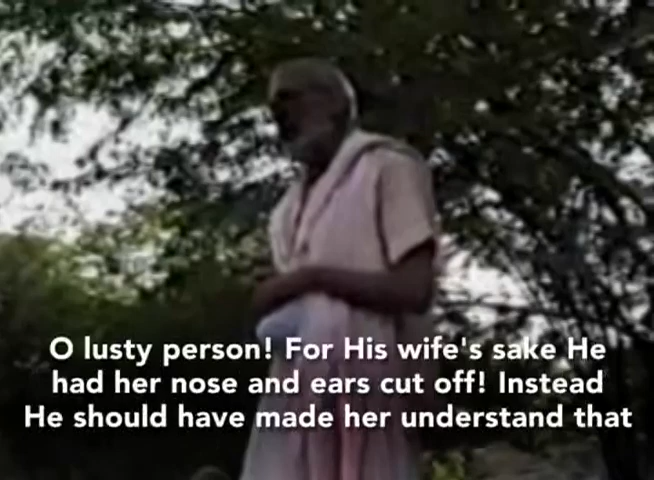 O lusty person! For His wife's sake He
had her nose and ears cut off! Instead
He should have made her understand that